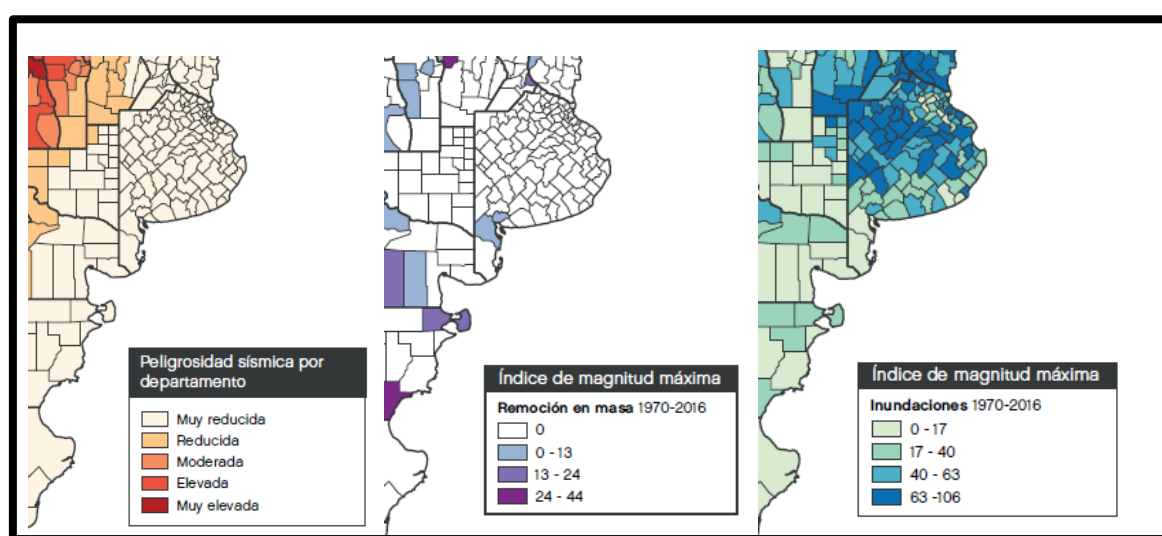 Peligrosidad sísmica por
departamento
Muy reducida
Reducida
Moderada
Elevada
Muy elevada
Índice de magnitud máxima
Remoción en masa 1970-2016
0
0 -13
13 - 24
24 - 44
Índice de magnitud máxima
Inundaciones 1970-2016
0 -17
17 - 40
40 - 63
63 -106